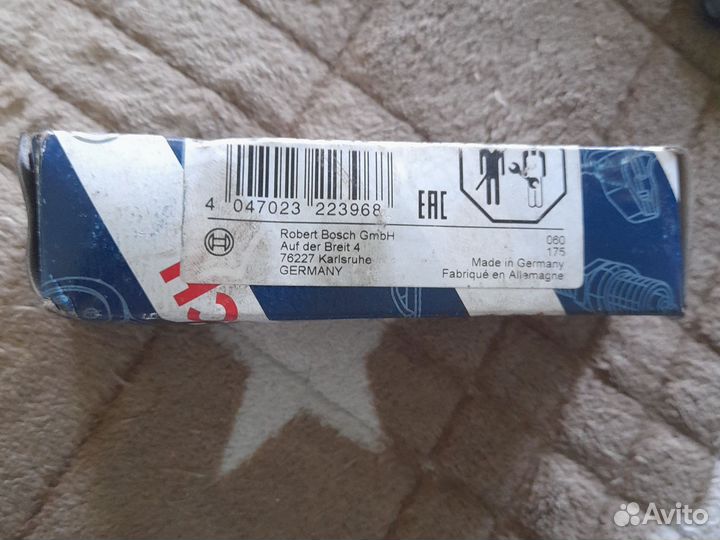 4 047023 223968
EAC
Robert Bosch GmbH
Auf der Breit 4
76227 Karlsruhe
GERMANY
060
175
Made in Germany
Fabriqué en Allemagne
Avito